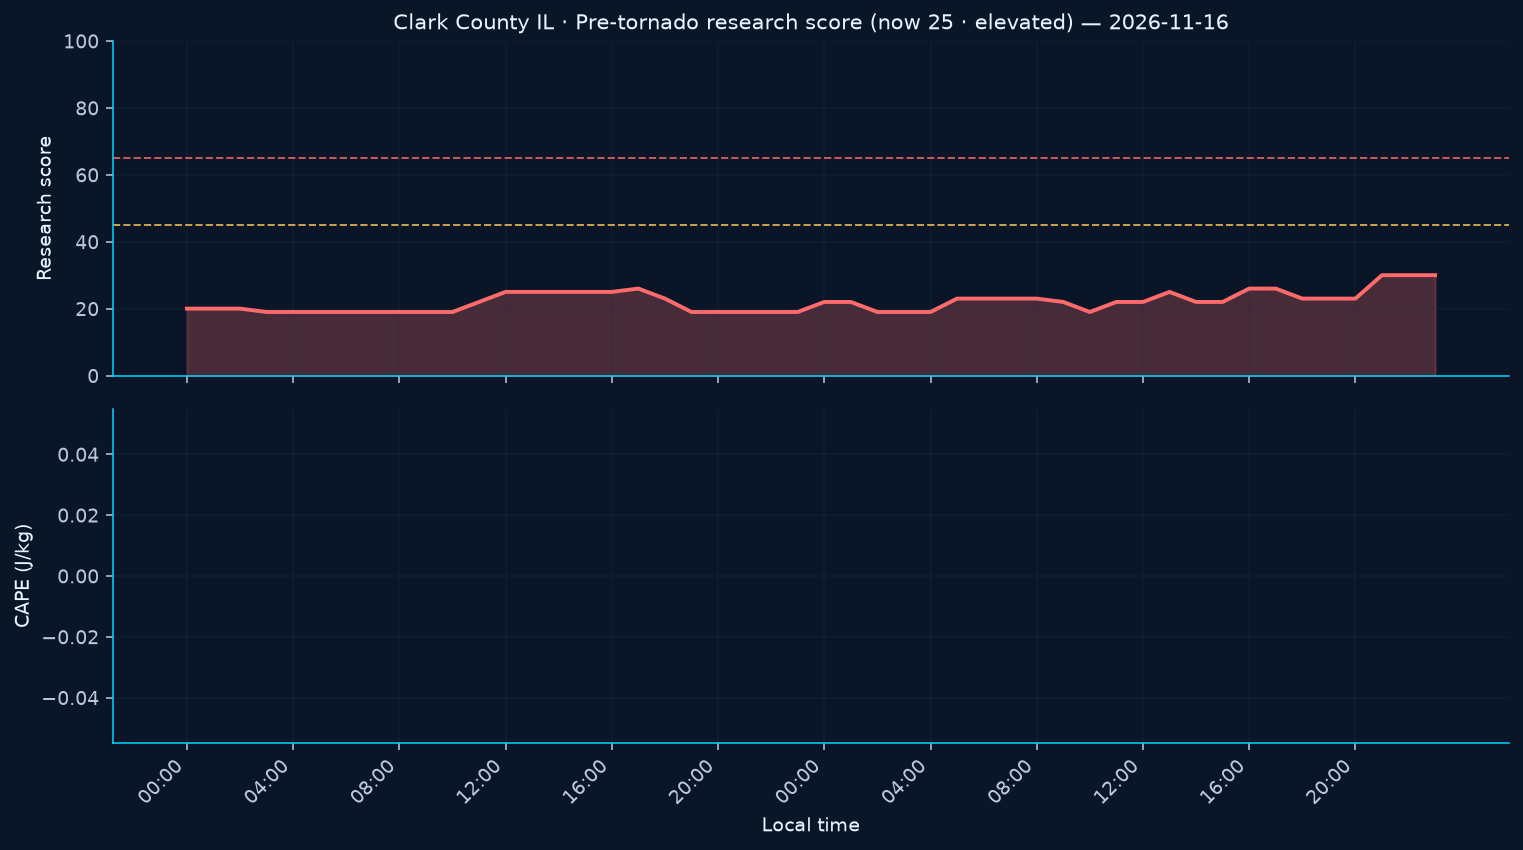 Clark County IL · Pre-tornado research score (now 25 · elevated) — 2026-11-16
100
80
60
40
20
0
Research score
0.04
0.02
0.00
−0.02
−0.04
CAPE (J/kg)
00:00 04:00 08:00 12:00 16:00 20:00 00:00 04:00 08:00 12:00 16:00 20:00
Local time